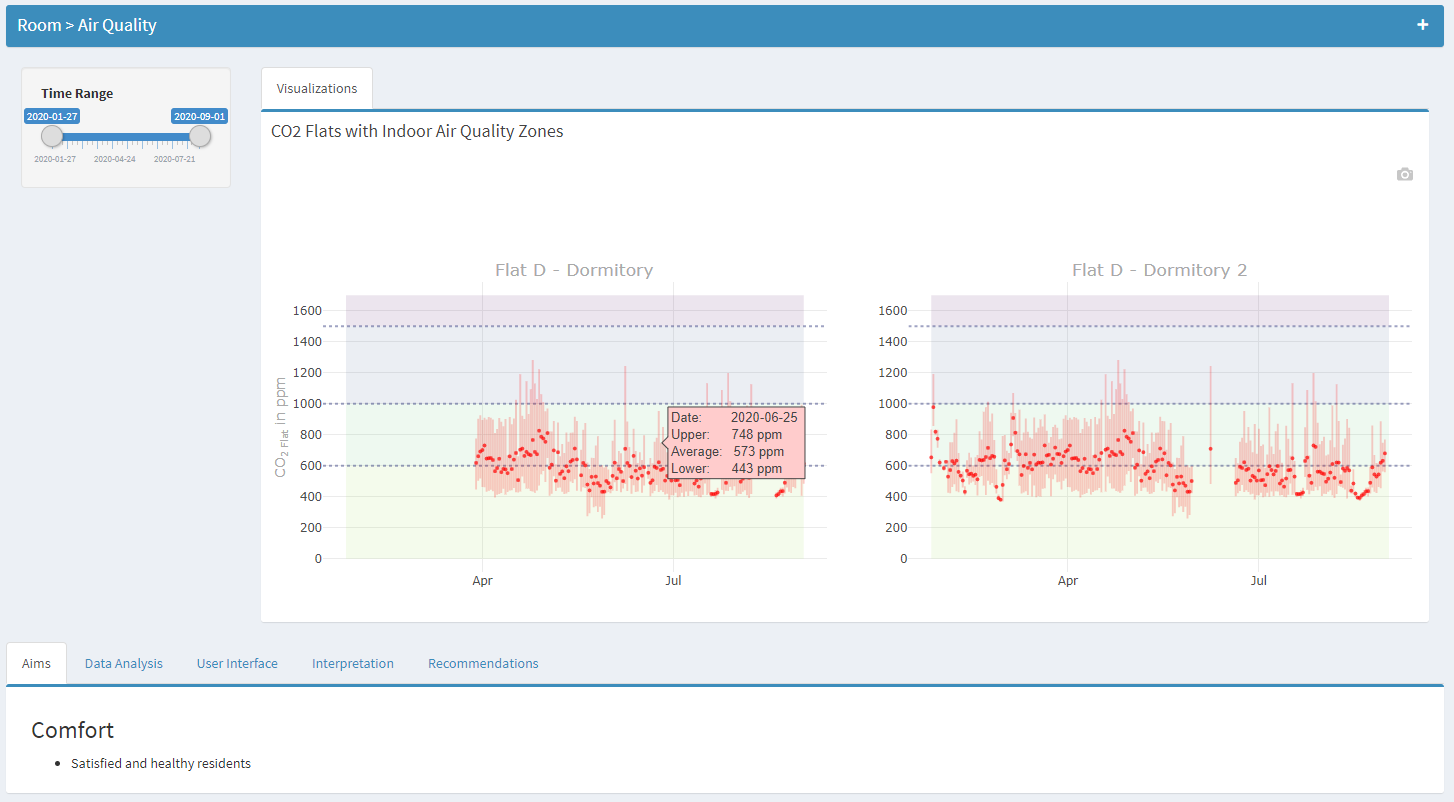 Room > Air Quality
+
Time Range
2020-01-27 2020-09-01
2020-01-27 2020-04-24 2020-07-21
Visualizations
CO2 Flats with Indoor Air Quality Zones
Flat D - Dormitory
CO2 Flat in ppm
1600
1400
1200
1000
800
600
400
200
0
Apr Jul
Date: 2020-06-25
Upper: 748 ppm
Average: 573 ppm
Lower: 443 ppm
Flat D - Dormitory 2
1600
1400
1200
1000
800
600
400
200
0
Apr Jul
Aims Data Analysis User Interface Interpretation Recommendations
Comfort
• Satisfied and healthy residents